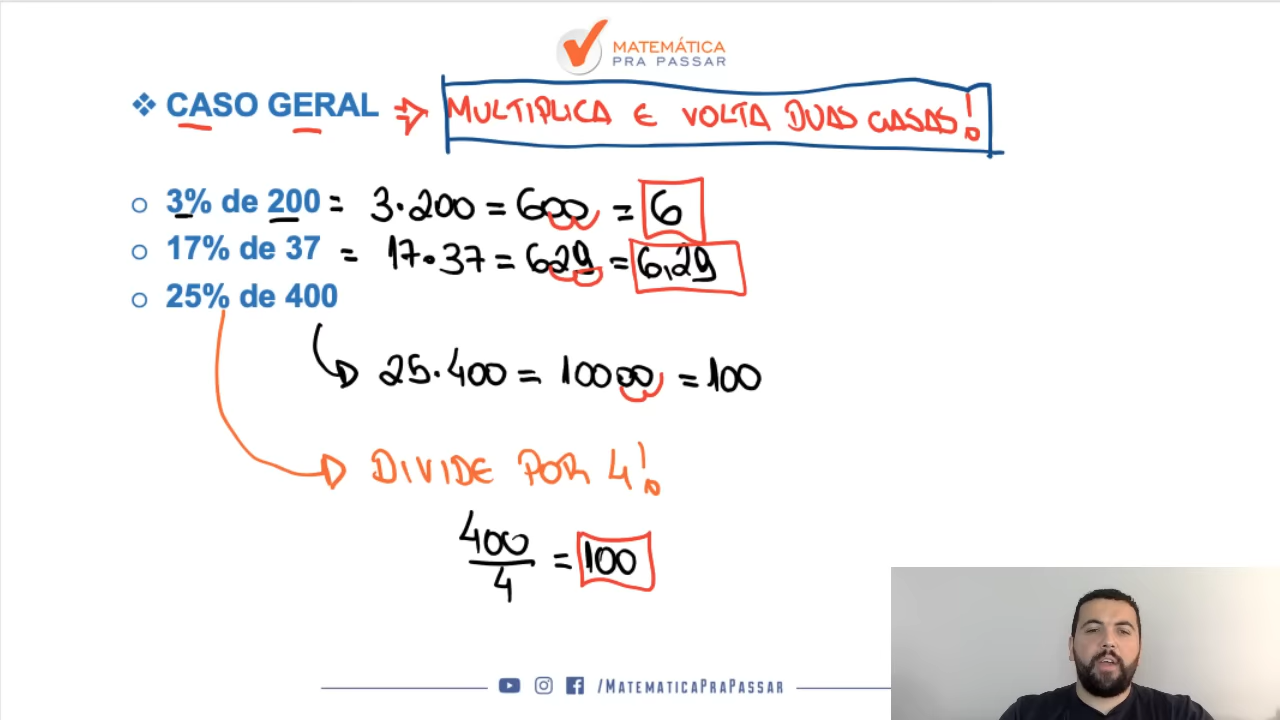 MATEMÁTICA
PRA PASSAR
❖ CASO GERAL ⇒ MULTIPLICA E VOLTA DUAS CASAS!
○ 3% de 200 = 3·200 = 600 = 6
○ 17% de 37 = 17·37 = 629 = 6,29
○ 25% de 400
25·400 = 10000 = 100
DIVIDE POR 4!
400/4 = 100
/MATEMATICAPRAPASSAR